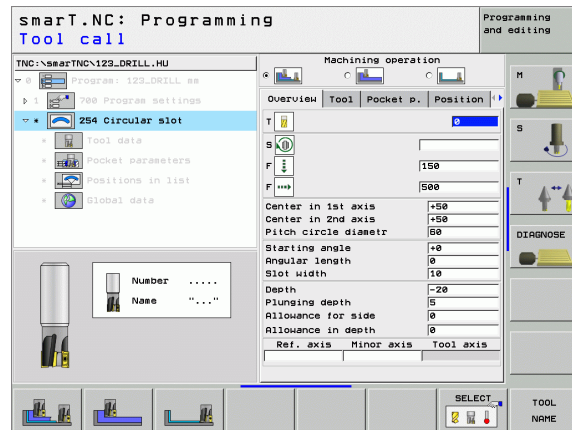 smarT.NC: Programming
Programming and editing
Tool call
TNC:\smarTNC\123_DRILL.HU
0 Program: 123_DRILL mm
1 700 Program settings
* 254 Circular slot
* Tool data
* Pocket parameters
* Positions in list
* Global data
Number .....
Name "..."
Machining operation
Overview Tool Pocket p. Position
T 0
S
F 150
F 500
Center in 1st axis +50
Center in 2nd axis +50
Pitch circle diametr 60
Starting angle +0
Angular length 0
Slot width 10
Depth -20
Plunging depth 5
Allowance for side 0
Allowance in depth 0
Ref. axis Minor axis Tool axis
M
S
T
DIAGNOSE
SELECT
TOOL
NAME